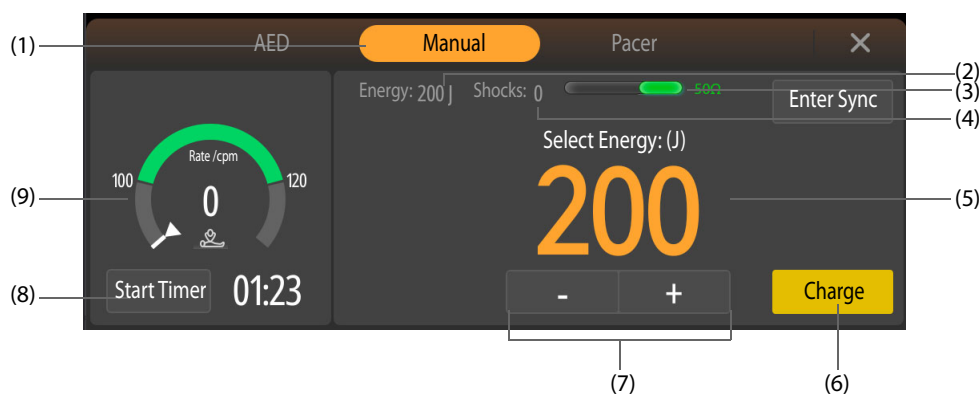 (1)
AED
Manual
Pacer
Energy: 200 J
Shocks: 0
50Ω
Enter Sync
(2)
(3)
(4)
Select Energy: (J)
200
(5)
Rate /cpm
100
120
0
(9)
(8)
Start Timer
01:23
-
+
Charge
(7)
(6)